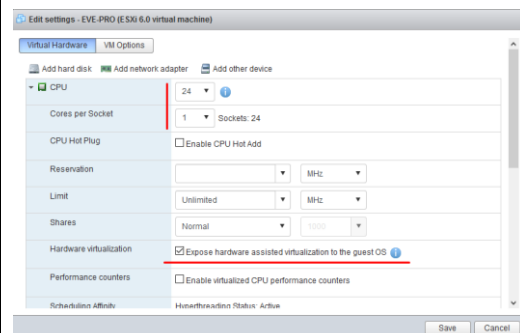 Edit settings - EVE-PRO (ESXi 6.0 virtual machine)
Virtual Hardware VM Options
Add hard disk Add network adapter Add other device
CPU 24
Cores per Socket 1 Sockets: 24
CPU Hot Plug Enable CPU Hot Add
Reservation MHz
Limit Unlimited MHz
Shares Normal 1000
Hardware virtualization Expose hardware assisted virtualization to the guest OS
Performance counters Enable virtualized CPU performance counters
Scheduling Affinity Hyperthreading Status: Active
Save Cancel